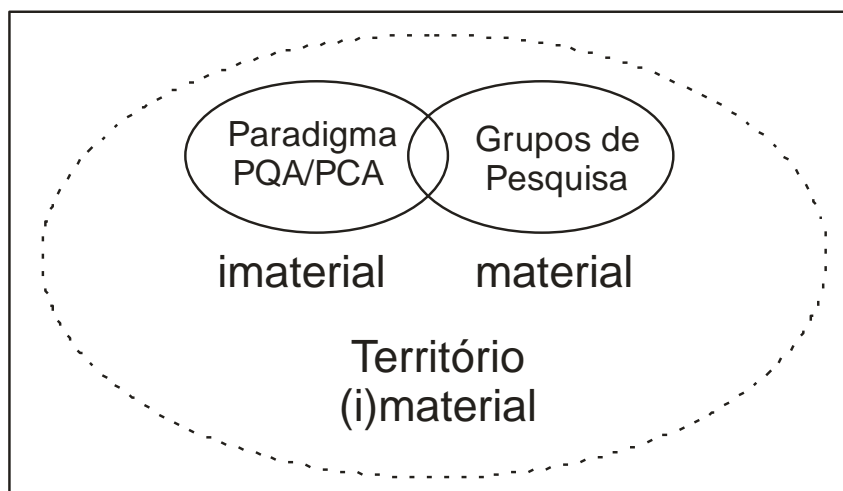 Paradigma
PQA/PCA
Grupos de
Pesquisa
imaterial
material
Território
(i)material